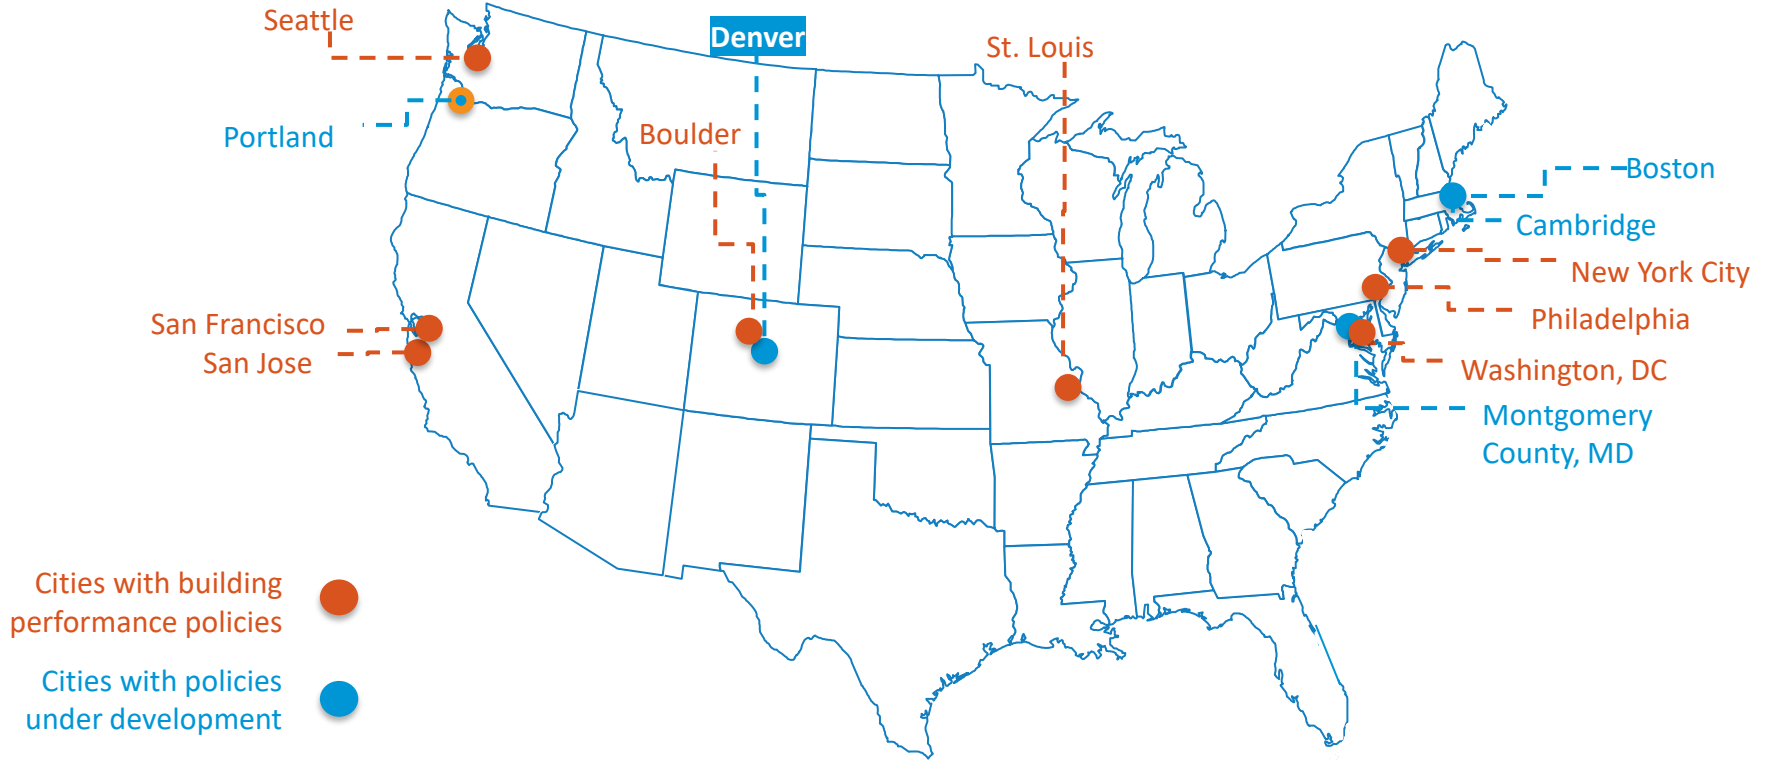 Seattle
Denver
St. Louis
Portland
Boulder
Boston
Cambridge
New York City
San Francisco
Philadelphia
San Jose
Washington, DC
Montgomery
County, MD
Cities with building
performance policies
Cities with policies
under development